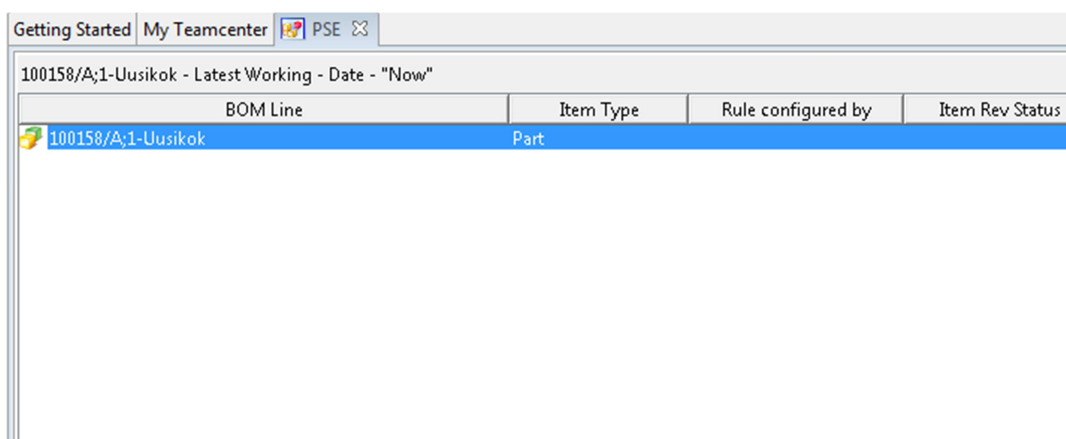 Getting Started My Teamcenter PSE
100158/A;1-Uusikok - Latest Working - Date - "Now"
BOM Line Item Type Rule configured by Item Rev Status
100158/A;1-Uusikok Part